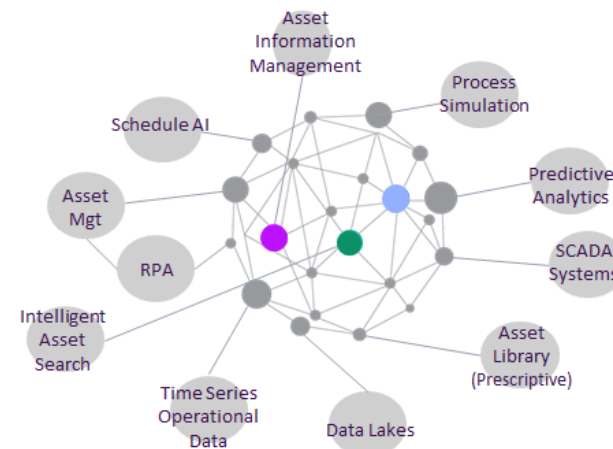 Asset
Information
Management
Process
Simulation
Schedule AI
Predictive
Analytics
Asset
Mgt
SCADA
Systems
RPA
Intelligent
Asset
Search
Asset
Library
(Prescriptive)
Time Series
Operational
Data
Data Lakes